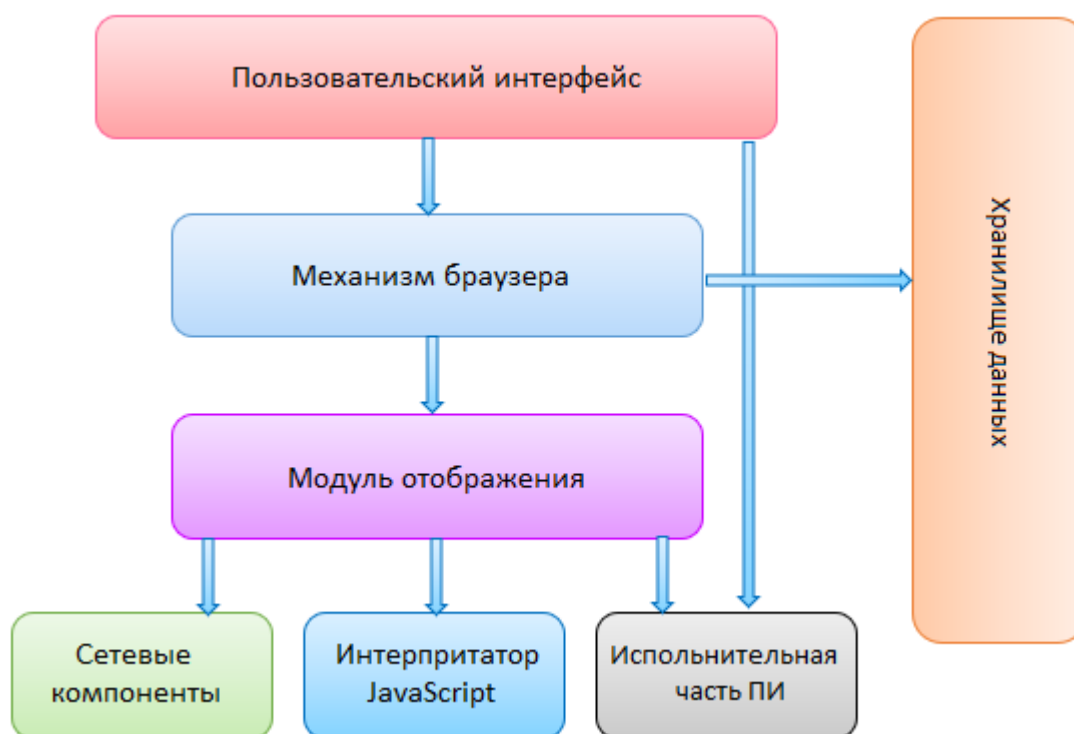 Пользовательский интерфейс
Механизм браузера
Хранилище данных
Модуль отображения
Сетевые
компоненты
Интерпритатор
JavaScript
Испольнительная
часть ПИ